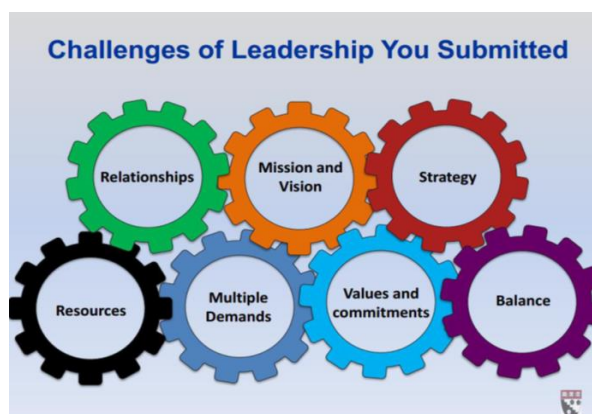 Challenges of Leadership You Submitted
Relationships
Mission and
Vision
Strategy
Resources
Multiple
Demands
Values and
commitments
Balance